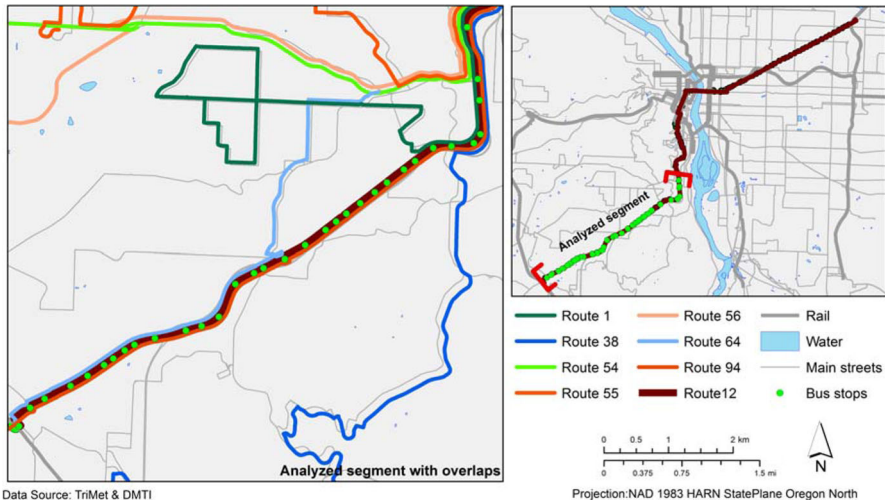 Analyzed segment with overlaps
Data Source: TriMet & DMTI
Analyzed segment
Route 1
Route 38
Route 54
Route 55
Route 56
Route 64
Route 94
Route12
Rail
Water
Main streets
Bus stops
0 0.5 1 2 km
0 0.375 0.75 1.5 mi
N
Projection:NAD 1983 HARN StatePlane Oregon North